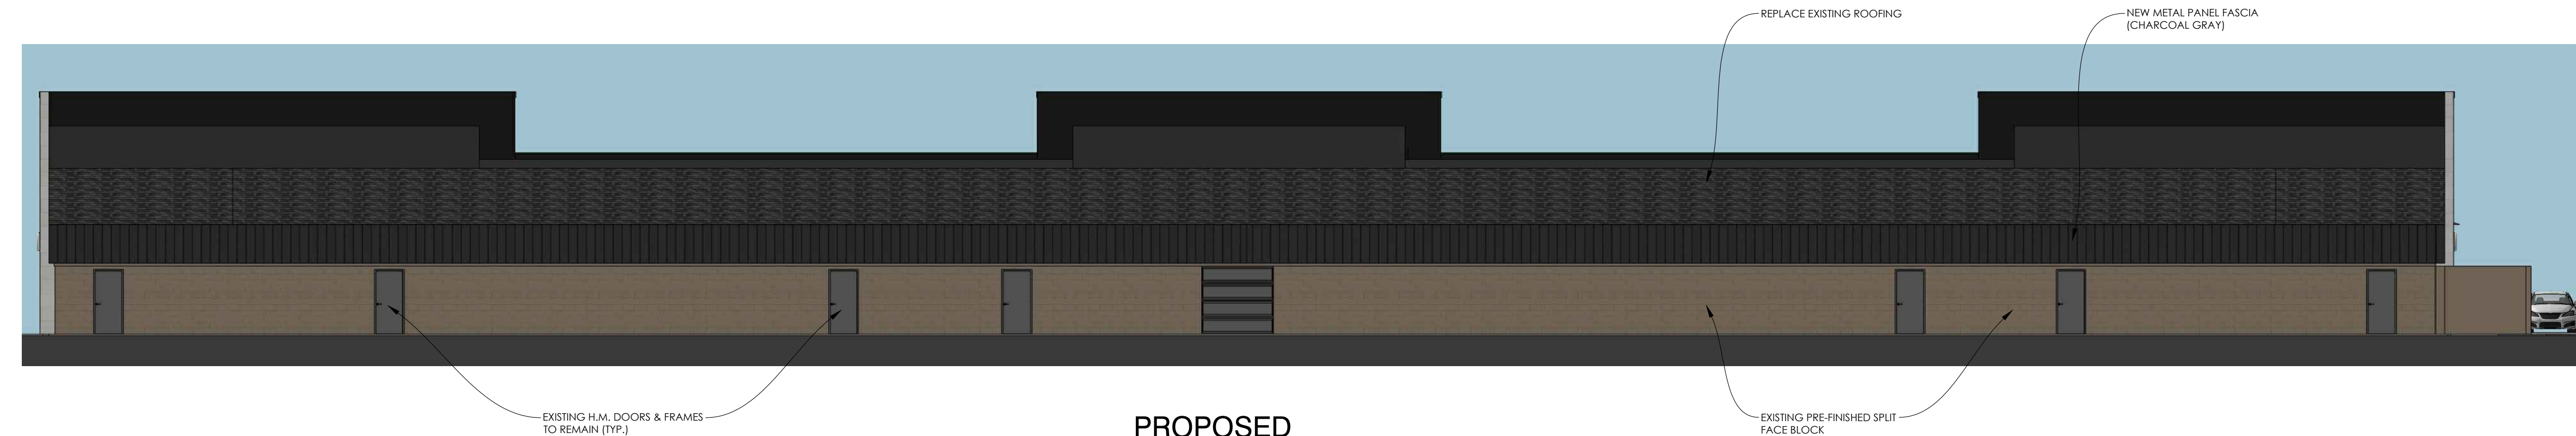 REPLACE EXISTING ROOFING
NEW METAL PANEL FASCIA
(CHARCOAL GRAY)
EXISTING H.M. DOORS & FRAMES
TO REMAIN (TYP.)
PROPOSED
EXISTING PRE-FINISHED SPLIT
FACE BLOCK